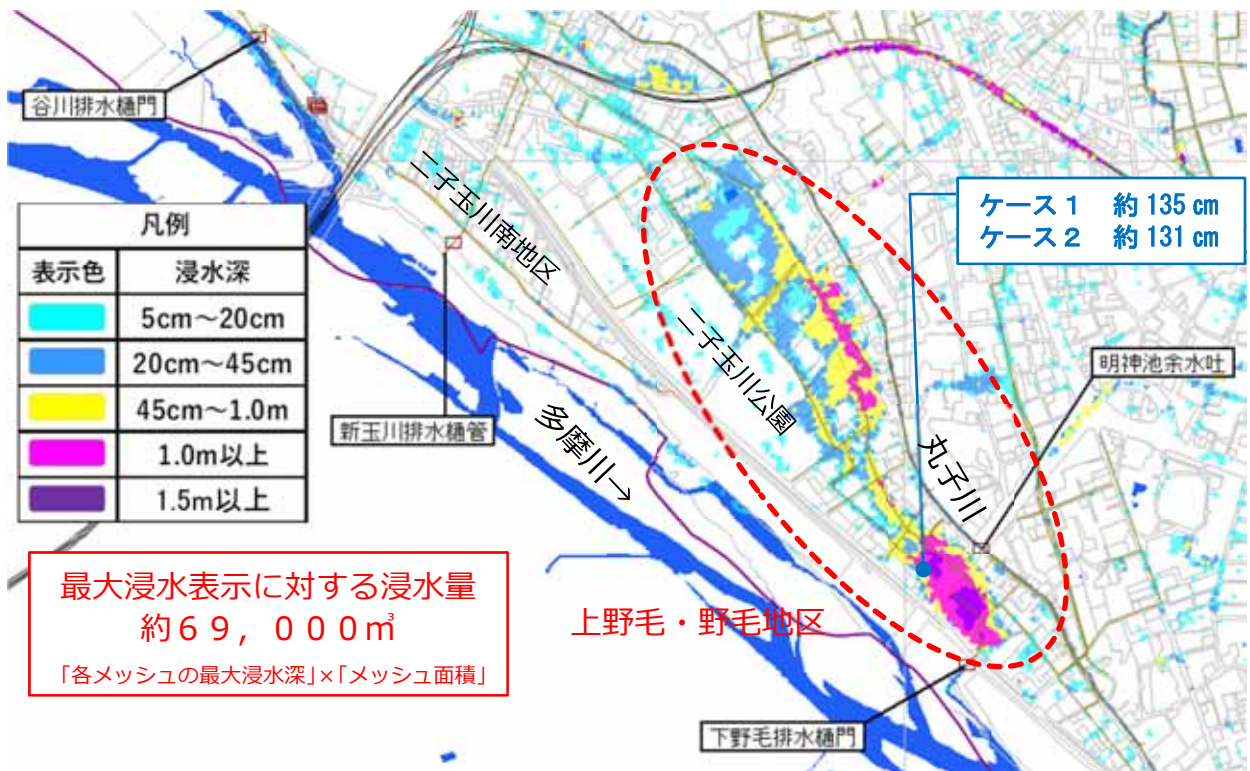 谷川排水樋門
凡例
表示色 浸水深
5cm～20cm
20cm～45cm
45cm～1.0m
1.0m以上
1.5m以上
二子玉川南地区
新玉川排水樋管
二子玉川公園
多摩川→
ケース1 約135㎝
ケース2 約131㎝
明神池余水吐
丸子川
最大浸水表示に対する浸水量
約６９，０００㎥
「各メッシュの最大浸水深」×「メッシュ面積」
上野毛・野毛地区
下野毛排水樋門